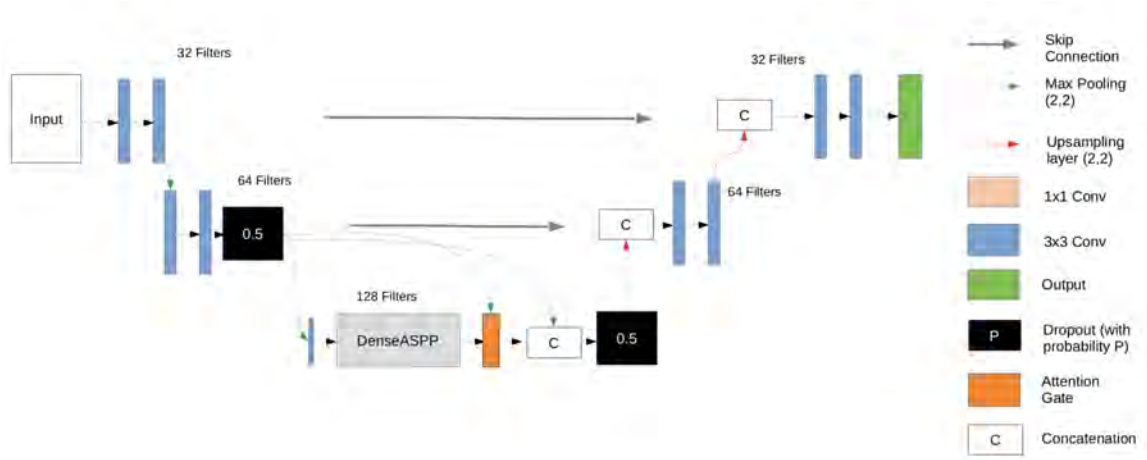 32 Filters
Input
64 Filters
0.5
128 Filters
DenseASPP
C
0.5
C
64 Filters
C
32 Filters
Skip
Connection
Max Pooling
(2,2)
Upsampling
layer (2,2)
1x1 Conv
3x3 Conv
Output
P
Dropout (with
probability P)
Attention
Gate
C
Concatenation